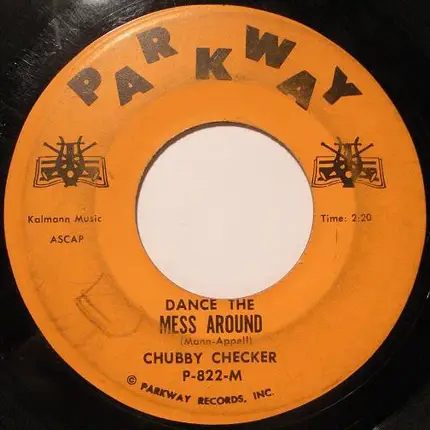 PARKWAY
Kalmann Music
ASCAP
Time: 2:20
DANCE THE
MESS AROUND
(Mann-Appell)
CHUBBY CHECKER
P-822-M
© PARKWAY RECORDS, INC.